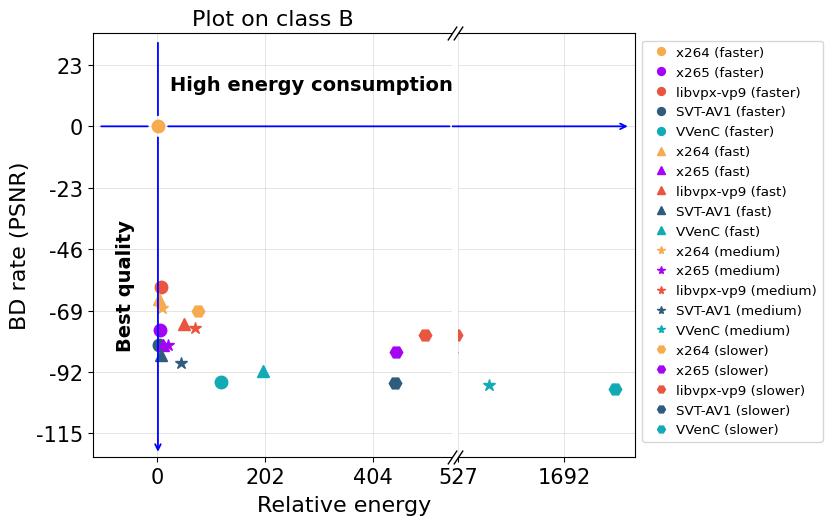 Plot on class B
BD rate (PSNR)
23
0
-23
-46
-69
-92
-115
High energy consumption
Best quality
0
202
404
527
1692
Relative energy
x264 (faster)
x265 (faster)
libvpx-vp9 (faster)
SVT-AV1 (faster)
VVenC (faster)
x264 (fast)
x265 (fast)
libvpx-vp9 (fast)
SVT-AV1 (fast)
VVenC (fast)
x264 (medium)
x265 (medium)
libvpx-vp9 (medium)
SVT-AV1 (medium)
VVenC (medium)
x264 (slower)
x265 (slower)
libvpx-vp9 (slower)
SVT-AV1 (slower)
VVenC (slower)